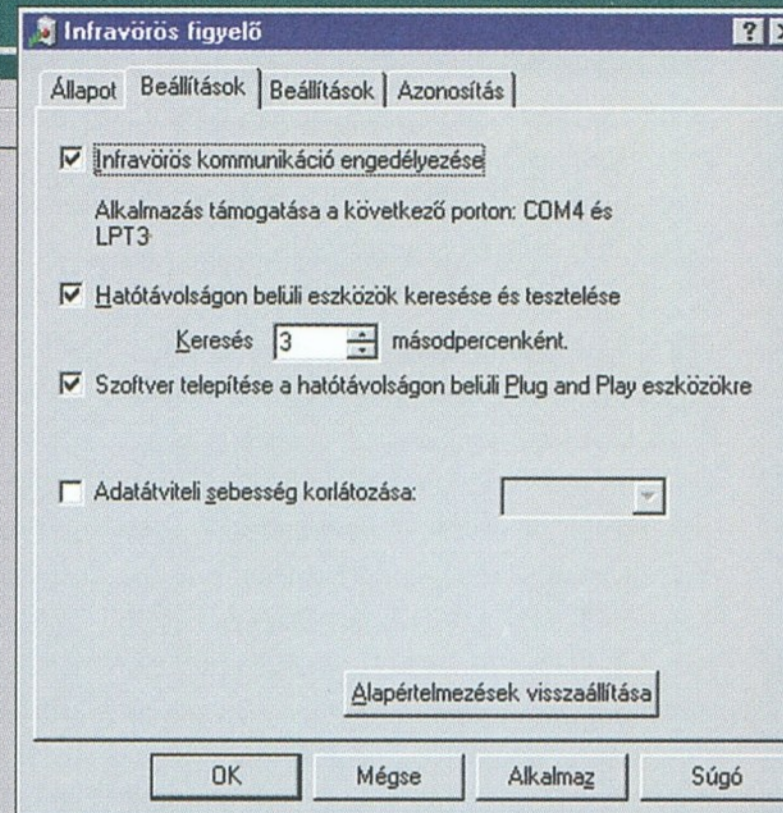 Infravörös figyelő
Állapot Beállítások Beállítások Azonosítás
Infravörös kommunikáció engedélyezése
Alkalmazás támogatása a következő porton: COM4 és
LPT3
Hatótávolságon belüli eszközök keresése és tesztelése
Keresés 3 másodpercenként.
Szoftver telepítése a hatótávolságon belüli Plug and Play eszközökre
Adatátviteli sebesség korlátozása:
Alapértelmezések visszaállítása
OK Mégse Alkalmaz Súgó